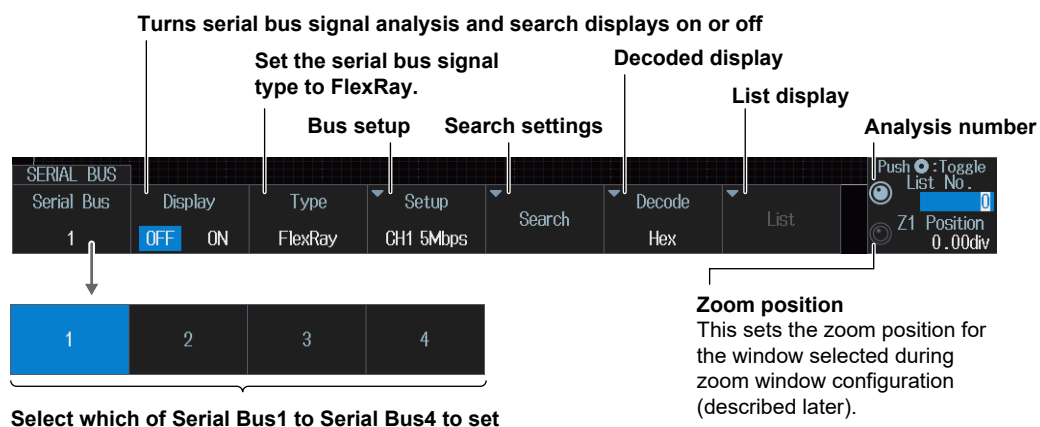 Turns serial bus signal analysis and search displays on or off
Set the serial bus signal
type to FlexRay.
Decoded display
List display
Bus setup
Search settings
Analysis number
SERIAL BUS
Serial Bus
1
Display
OFF ON
Type
FlexRay
Setup
CH1 5Mbps
Search
Decode
Hex
List
Push :Toggle
List No.
0
Z1 Position
0.00div
1
2
3
4
Zoom position
This sets the zoom position for
the window selected during
zoom window configuration
(described later).
Select which of Serial Bus1 to Serial Bus4 to set